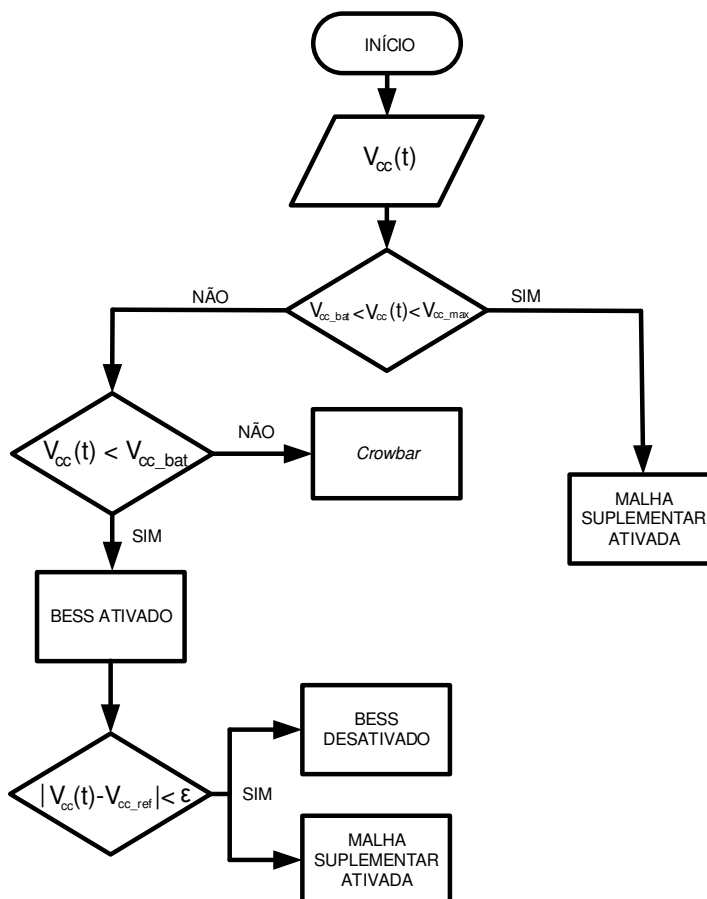 INÍCIO
V_cc(t)
NÃO
SIM
V_cc_bat<V_cc(t)<V_cc_max
V_cc(t) < V_cc_bat
NÃO
Crowbar
MALHA
SUPLEMENTAR
ATIVADA
SIM
BESS ATIVADO
BESS
DESATIVADO
|V_cc(t)-V_cc_ref|< ε
SIM
MALHA
SUPLEMENTAR
ATIVADA